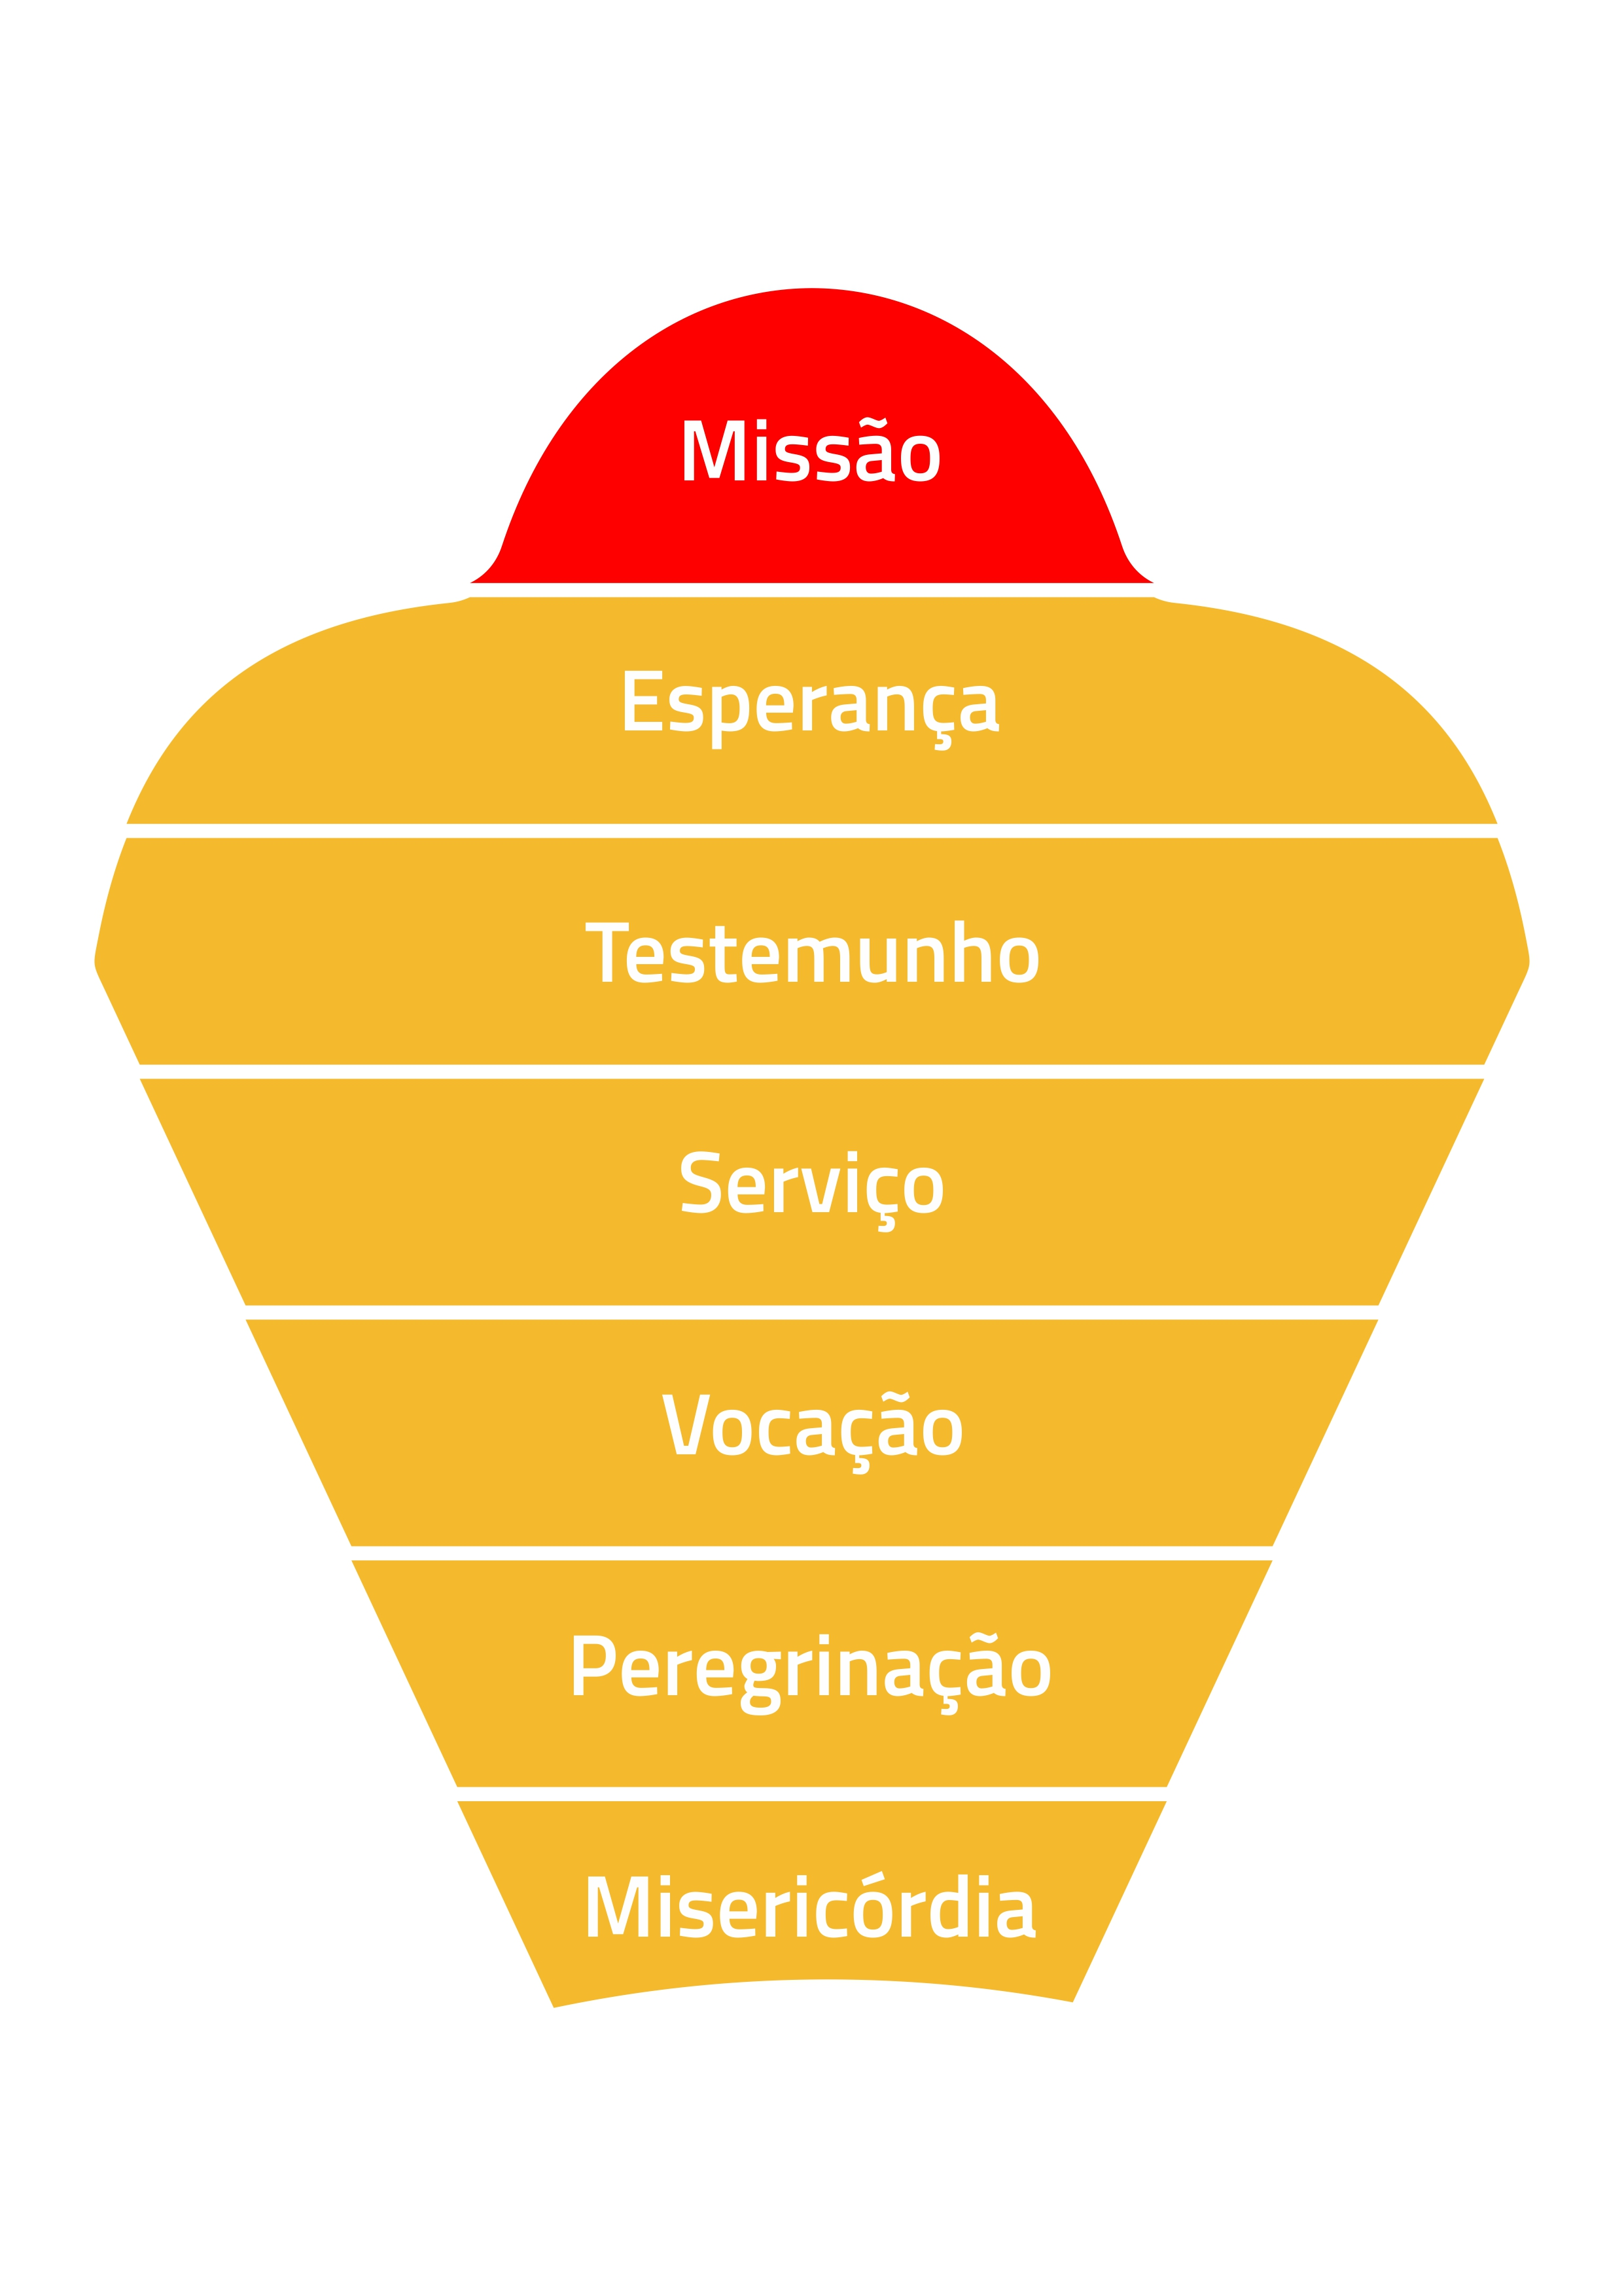 Missão
Esperança
Testemunho
Serviço
Vocação
Peregrinação
Misericórdia